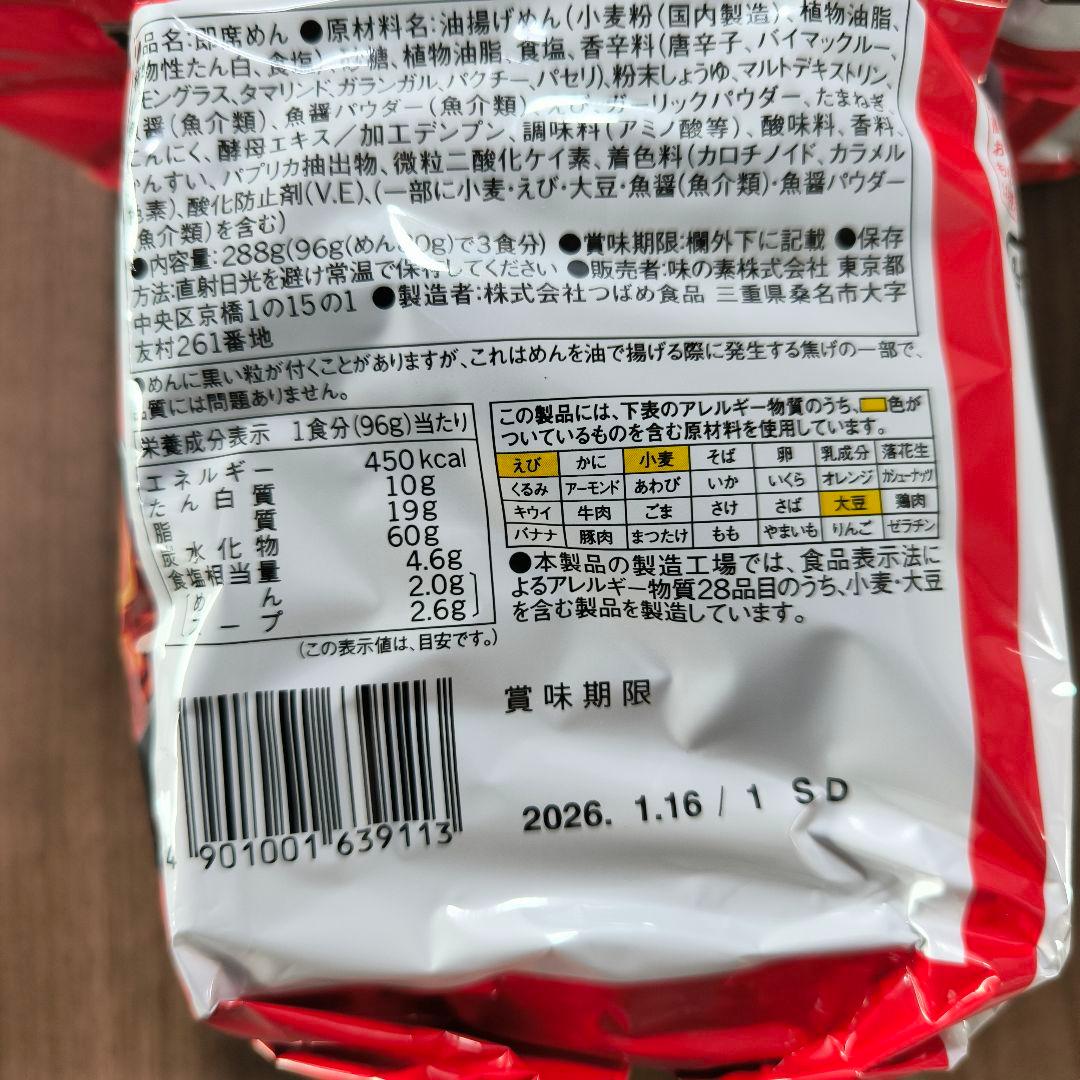 品名:即席めん ●原材料名:油揚げめん(小麦粉(国内製造)、植物油脂、
物性たん白、食塩)、砂糖、植物油脂、食塩、香辛料(唐辛子、バイマックルー、
モングラス、タマリンド、ガランガル、パクチー、パセリ)、粉末しょうゆ、マルトデキストリン、
醤(魚介類)、魚醤パウダー(魚介類)、えび、ガーリックパウダー、たまねぎ
にんにく、酵母エキス/加工デンプン、調味料(アミノ酸等)、酸味料、香料、
かんすい、パプリカ抽出物、微粒二酸化ケイ素、着色料(カロチノイド、カラメル
色素)、酸化防止剤(V.E)、(一部に小麦・えび・大豆・魚醤(魚介類)・魚醤パウダー
(魚介類)を含む)
●内容量:288g(96g(めん80g)で3食分) ●賞味期限:欄外下に記載 ●保存
方法:直射日光を避け常温で保存してください ●販売者:味の素株式会社 東京都
中央区京橋1の15の1 ●製造者:株式会社つばめ食品 三重県桑名市大字
友村261番地
●めんに黒い粒が付くことがありますが、これはめんを油で揚げる際に発生する焦げの一部で、
品質には問題ありません。
栄養成分表示 1食分(96g)当たり
エネルギー 450kcal
たん白質 10g
脂質 19g
炭水化物 60g
食塩相当量 4.6g
めん 2.0g
スープ 2.6g
(この表示値は、目安です。)
この製品には、下表のアレルギー物質のうち、色が
ついているものを含む原材料を使用しています。
えび かに 小麦 そば 卵 乳成分 落花生
くるみ アーモンド あわび いか いくら オレンジ カシューナッツ
キウイ 牛肉 ごま さけ さば 大豆 鶏肉
バナナ 豚肉 まつたけ もも やまいも りんご ゼラチン
●本製品の製造工場では、食品表示法に
よるアレルギー物質28品目のうち、小麦・大豆
を含む製品を製造しています。
賞味期限
2026. 1.16 / 1 SD
4 901001 639113